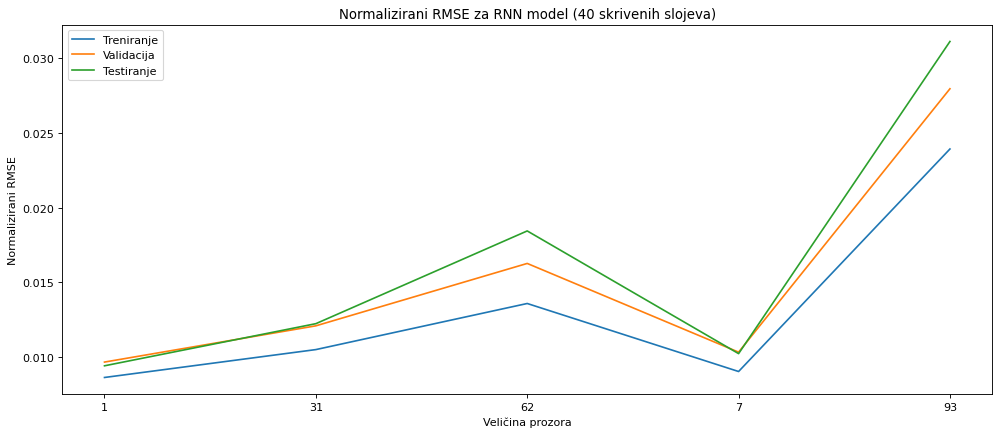 Normalizirani RMSE za RNN model (40 skrivenih slojeva)
Treniranje
Validacija
Testiranje
0.030
0.025
0.020
0.015
0.010
Normalizirani RMSE
1 31 62 7 93
Veličina prozora